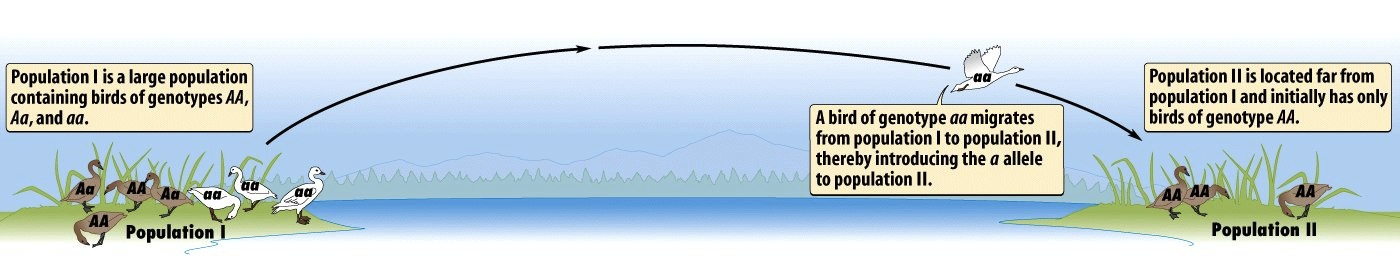 Population I is a large population
containing birds of genotypes AA,
Aa, and aa.
aa
A bird of genotype aa migrates
from population I to population II,
thereby introducing the a allele
to population II.
Population II is located far from
population I and initially has only
birds of genotype AA.
Aa
AA
Aa
aa
aa
aa
AA
Population I
AA
AA
AA
Population II